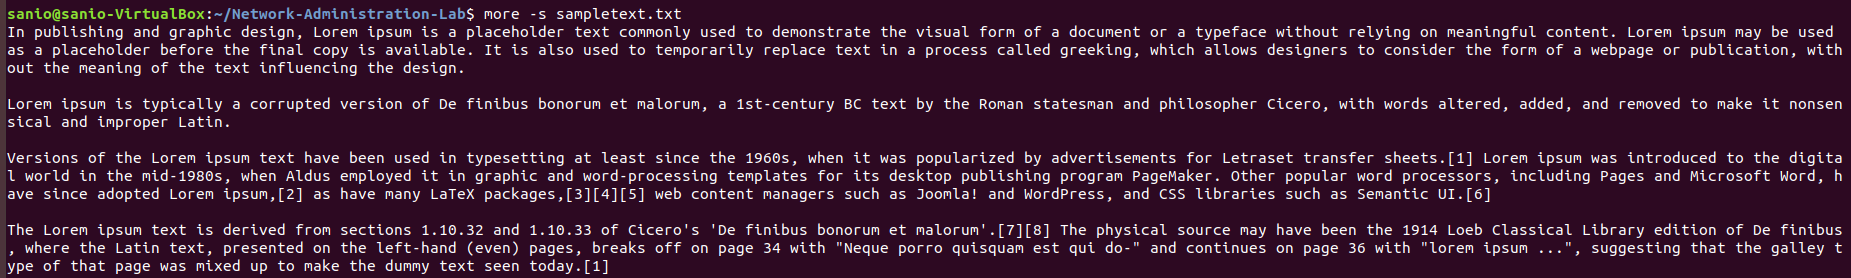 sanio@sanio-VirtualBox:~/Network-Administration-Lab$ more -s sampletext.txt
In publishing and graphic design, Lorem ipsum is a placeholder text commonly used to demonstrate the visual form of a document or a typeface without relying on meaningful content. Lorem ipsum may be used
as a placeholder before the final copy is available. It is also used to temporarily replace text in a process called greeking, which allows designers to consider the form of a webpage or publication, with
out the meaning of the text influencing the design.

Lorem ipsum is typically a corrupted version of De finibus bonorum et malorum, a 1st-century BC text by the Roman statesman and philosopher Cicero, with words altered, added, and removed to make it nonsen
sical and improper Latin.

Versions of the Lorem ipsum text have been used in typesetting at least since the 1960s, when it was popularized by advertisements for Letraset transfer sheets.[1] Lorem ipsum was introduced to the digita
l world in the mid-1980s, when Aldus employed it in graphic and word-processing templates for its desktop publishing program PageMaker. Other popular word processors, including Pages and Microsoft Word, h
ave since adopted Lorem ipsum,[2] as have many LaTeX packages,[3][4][5] web content managers such as Joomla! and WordPress, and CSS libraries such as Semantic UI.[6]

The Lorem ipsum text is derived from sections 1.10.32 and 1.10.33 of Cicero's 'De finibus bonorum et malorum'.[7][8] The physical source may have been the 1914 Loeb Classical Library edition of De finibus
, where the Latin text, presented on the left-hand (even) pages, breaks off on page 34 with "Neque porro quisquam est qui do-" and continues on page 36 with "lorem ipsum ...", suggesting that the galley t
ype of that page was mixed up to make the dummy text seen today.[1]